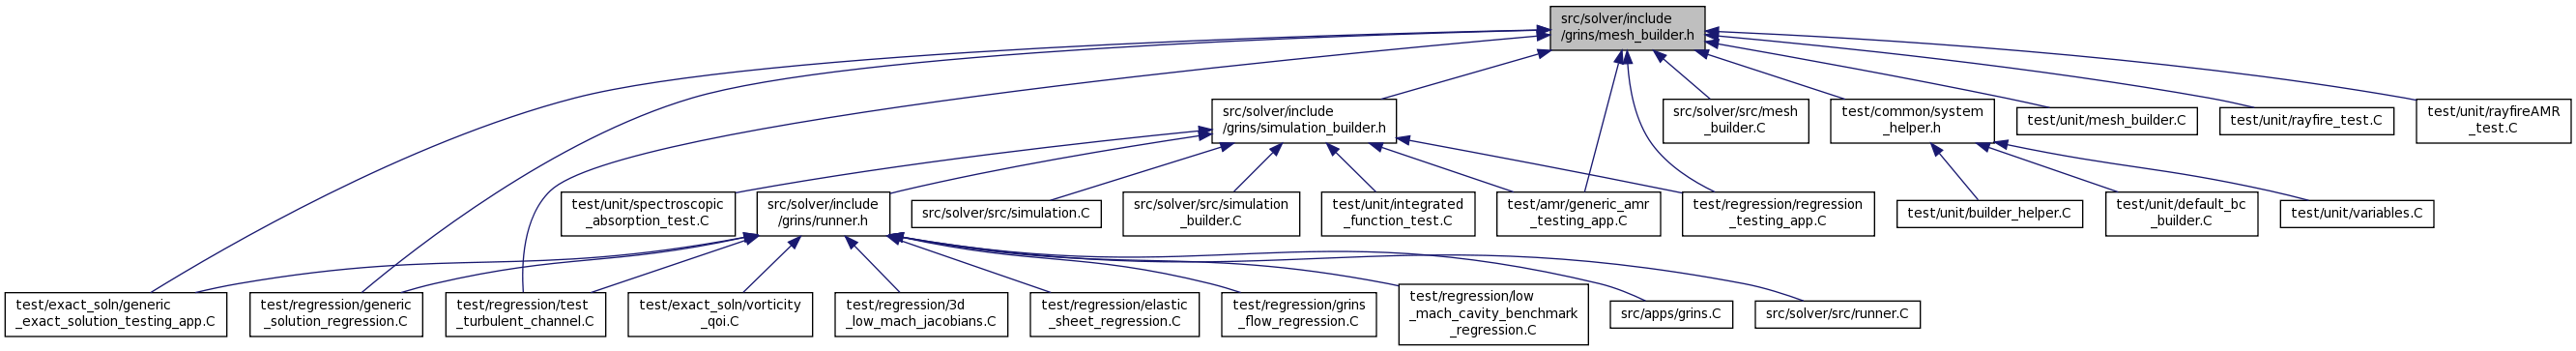 src/solver/include
/grins/mesh_builder.h
src/solver/include
/grins/simulation_builder.h
src/solver/src/mesh
_builder.C
test/common/system
_helper.h
test/unit/mesh_builder.C
test/unit/rayfire_test.C
test/unit/rayfireAMR
_test.C
test/unit/spectroscopic
_absorption_test.C
src/solver/include
/grins/runner.h
src/solver/src/simulation.C
src/solver/src/simulation
_builder.C
test/unit/integrated
_function_test.C
test/amr/generic_amr
_testing_app.C
test/regression/regression
_testing_app.C
test/unit/builder_helper.C
test/unit/default_bc
_builder.C
test/unit/variables.C
test/exact_soln/generic
_exact_solution_testing_app.C
test/regression/generic
_solution_regression.C
test/regression/test
_turbulent_channel.C
test/exact_soln/vorticity
_qoi.C
test/regression/3d
_low_mach_jacobians.C
test/regression/elastic
_sheet_regression.C
test/regression/grins
_flow_regression.C
test/regression/low
_mach_cavity_benchmark
_regression.C
src/apps/grins.C
src/solver/src/runner.C